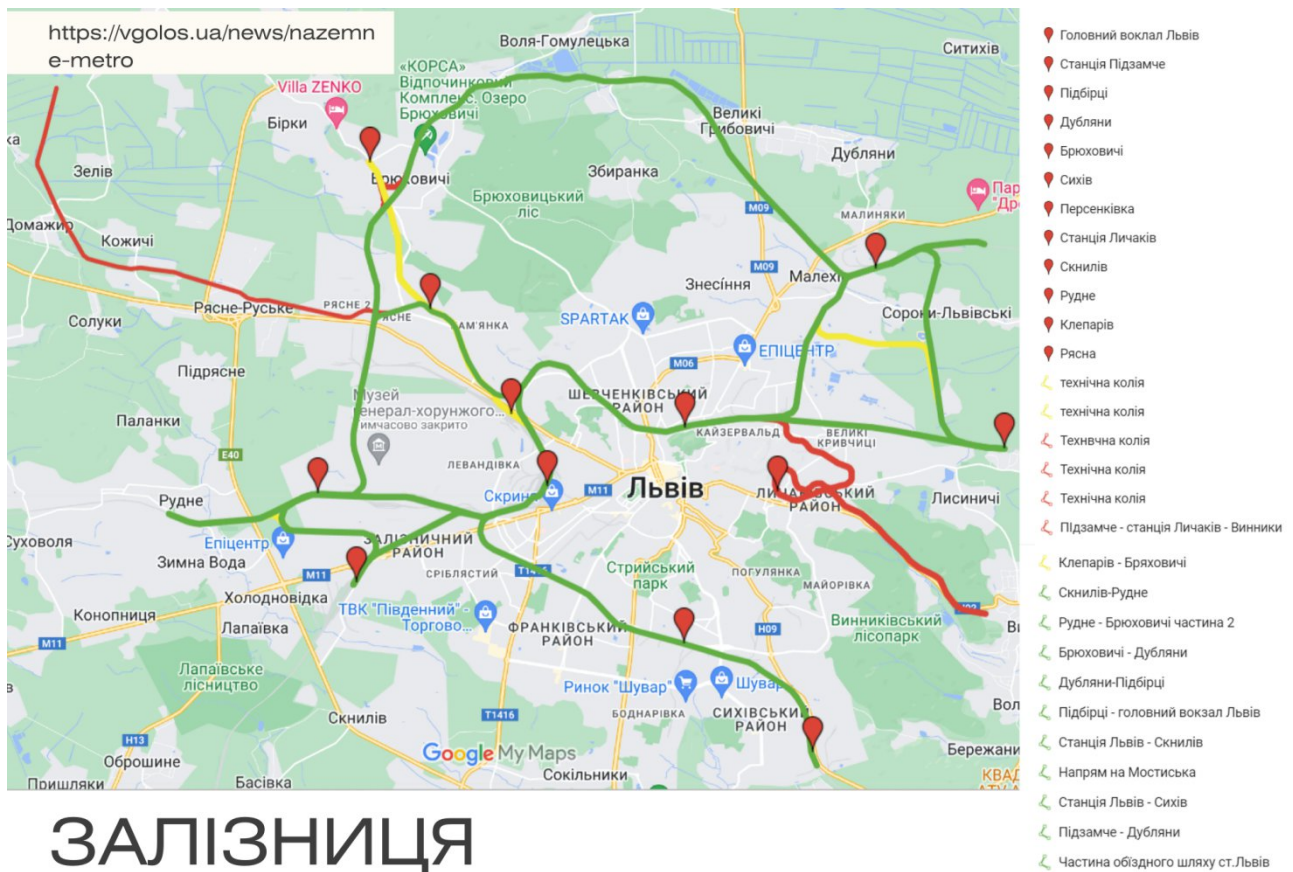 https://vgolos.ua/news/nazemn
e-metro
Воля-Гомулецька
Ситихів
«КОРСА»
Відпочинковий
Комплекс. Озеро
Брюховичі
Villa ZENKO
Бірки
Великі
Грибовичі
Дубляни
Зелів
Брюховичі
Збиранка
Брюховицький
ліс
МАЛИНЯКИ
M09
Домажир
Кожичі
M09
Знесіння
Рясне-Руське
РЯСНЕ 2
Солуки
SPARTAK
ЕПІЦЕНТР
Сороки-Львівські
Підрясне
M06
Музей
генерал-хорунжого...
имчасово закрито
ШЕВЧЕНКІВСЬКИЙ
РАЙОН
КАЙЗЕРВАЛЬД
ВЕЛИКІ
КРИВЧИЦІ
Паланки
E40
ЛЕВАНДІВКА
Скриня
M11
Львів
ЛИЧАКІВСЬКИЙ
РАЙОН
Лисиничі
Рудне
Суховоля
Епіцентр
Зимна Вода
ЗАЛІЗНИЧНИЙ
РАЙОН
M11
СРІБЛЯСТИЙ
T1416
Стрийський
парк
ПОГУЛЯНКА
МАЙОРІВКА
Холодновідка
Конопниця
Лапаївка
ТВК "Південний" -
Торгово...
ФРАНКІВСЬКИЙ
РАЙОН
H09
Винниківський
лісопарк
M11
Лапаївське
лісництво
Ринок "Шувар"
Шувар
Скнилів
T1416
БОДНАРІВКА
СИХІВСЬКИЙ
РАЙОН
H13
Оброшине
Google My Maps
Бережани
Пришляки
Басівка
Сокільники
ЗАЛІЗНИЦЯ
Головний воклал Львів
Станція Підзамче
Підбірці
Дубляни
Брюховичі
Сихів
Персенківка
Станція Личаків
Скнилів
Рудне
Клепарів
Рясна
технічна колія
технічна колія
Технвчна колія
Технічна колія
Технічна колія
ПІдзамче - станція Личаків - Винники
Клепарів - Бряховичі
Скнилів-Рудне
Рудне - Брюховичі частина 2
Брюховичі - Дубляни
Дубляни-Підбірці
Підбірці - головний вокзал Львів
Станція Львів - Скнилів
Напрям на Мостиська
Станція Львів - Сихів
Підзамче - Дубляни
Частина обїздного шляху ст.Львів